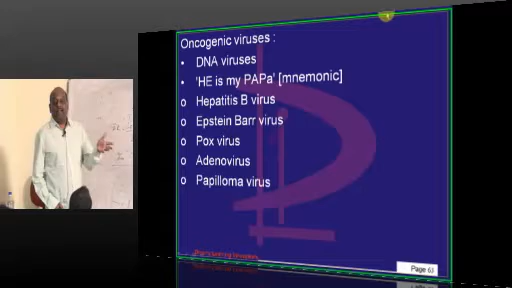 Oncogenic viruses :
• DNA viruses
• 'HE is my PAPa' [mnemonic]
o Hepatitis B virus
o Epstein Barr virus
o Pox virus
o Adenovirus
o Papilloma virus
Page 63